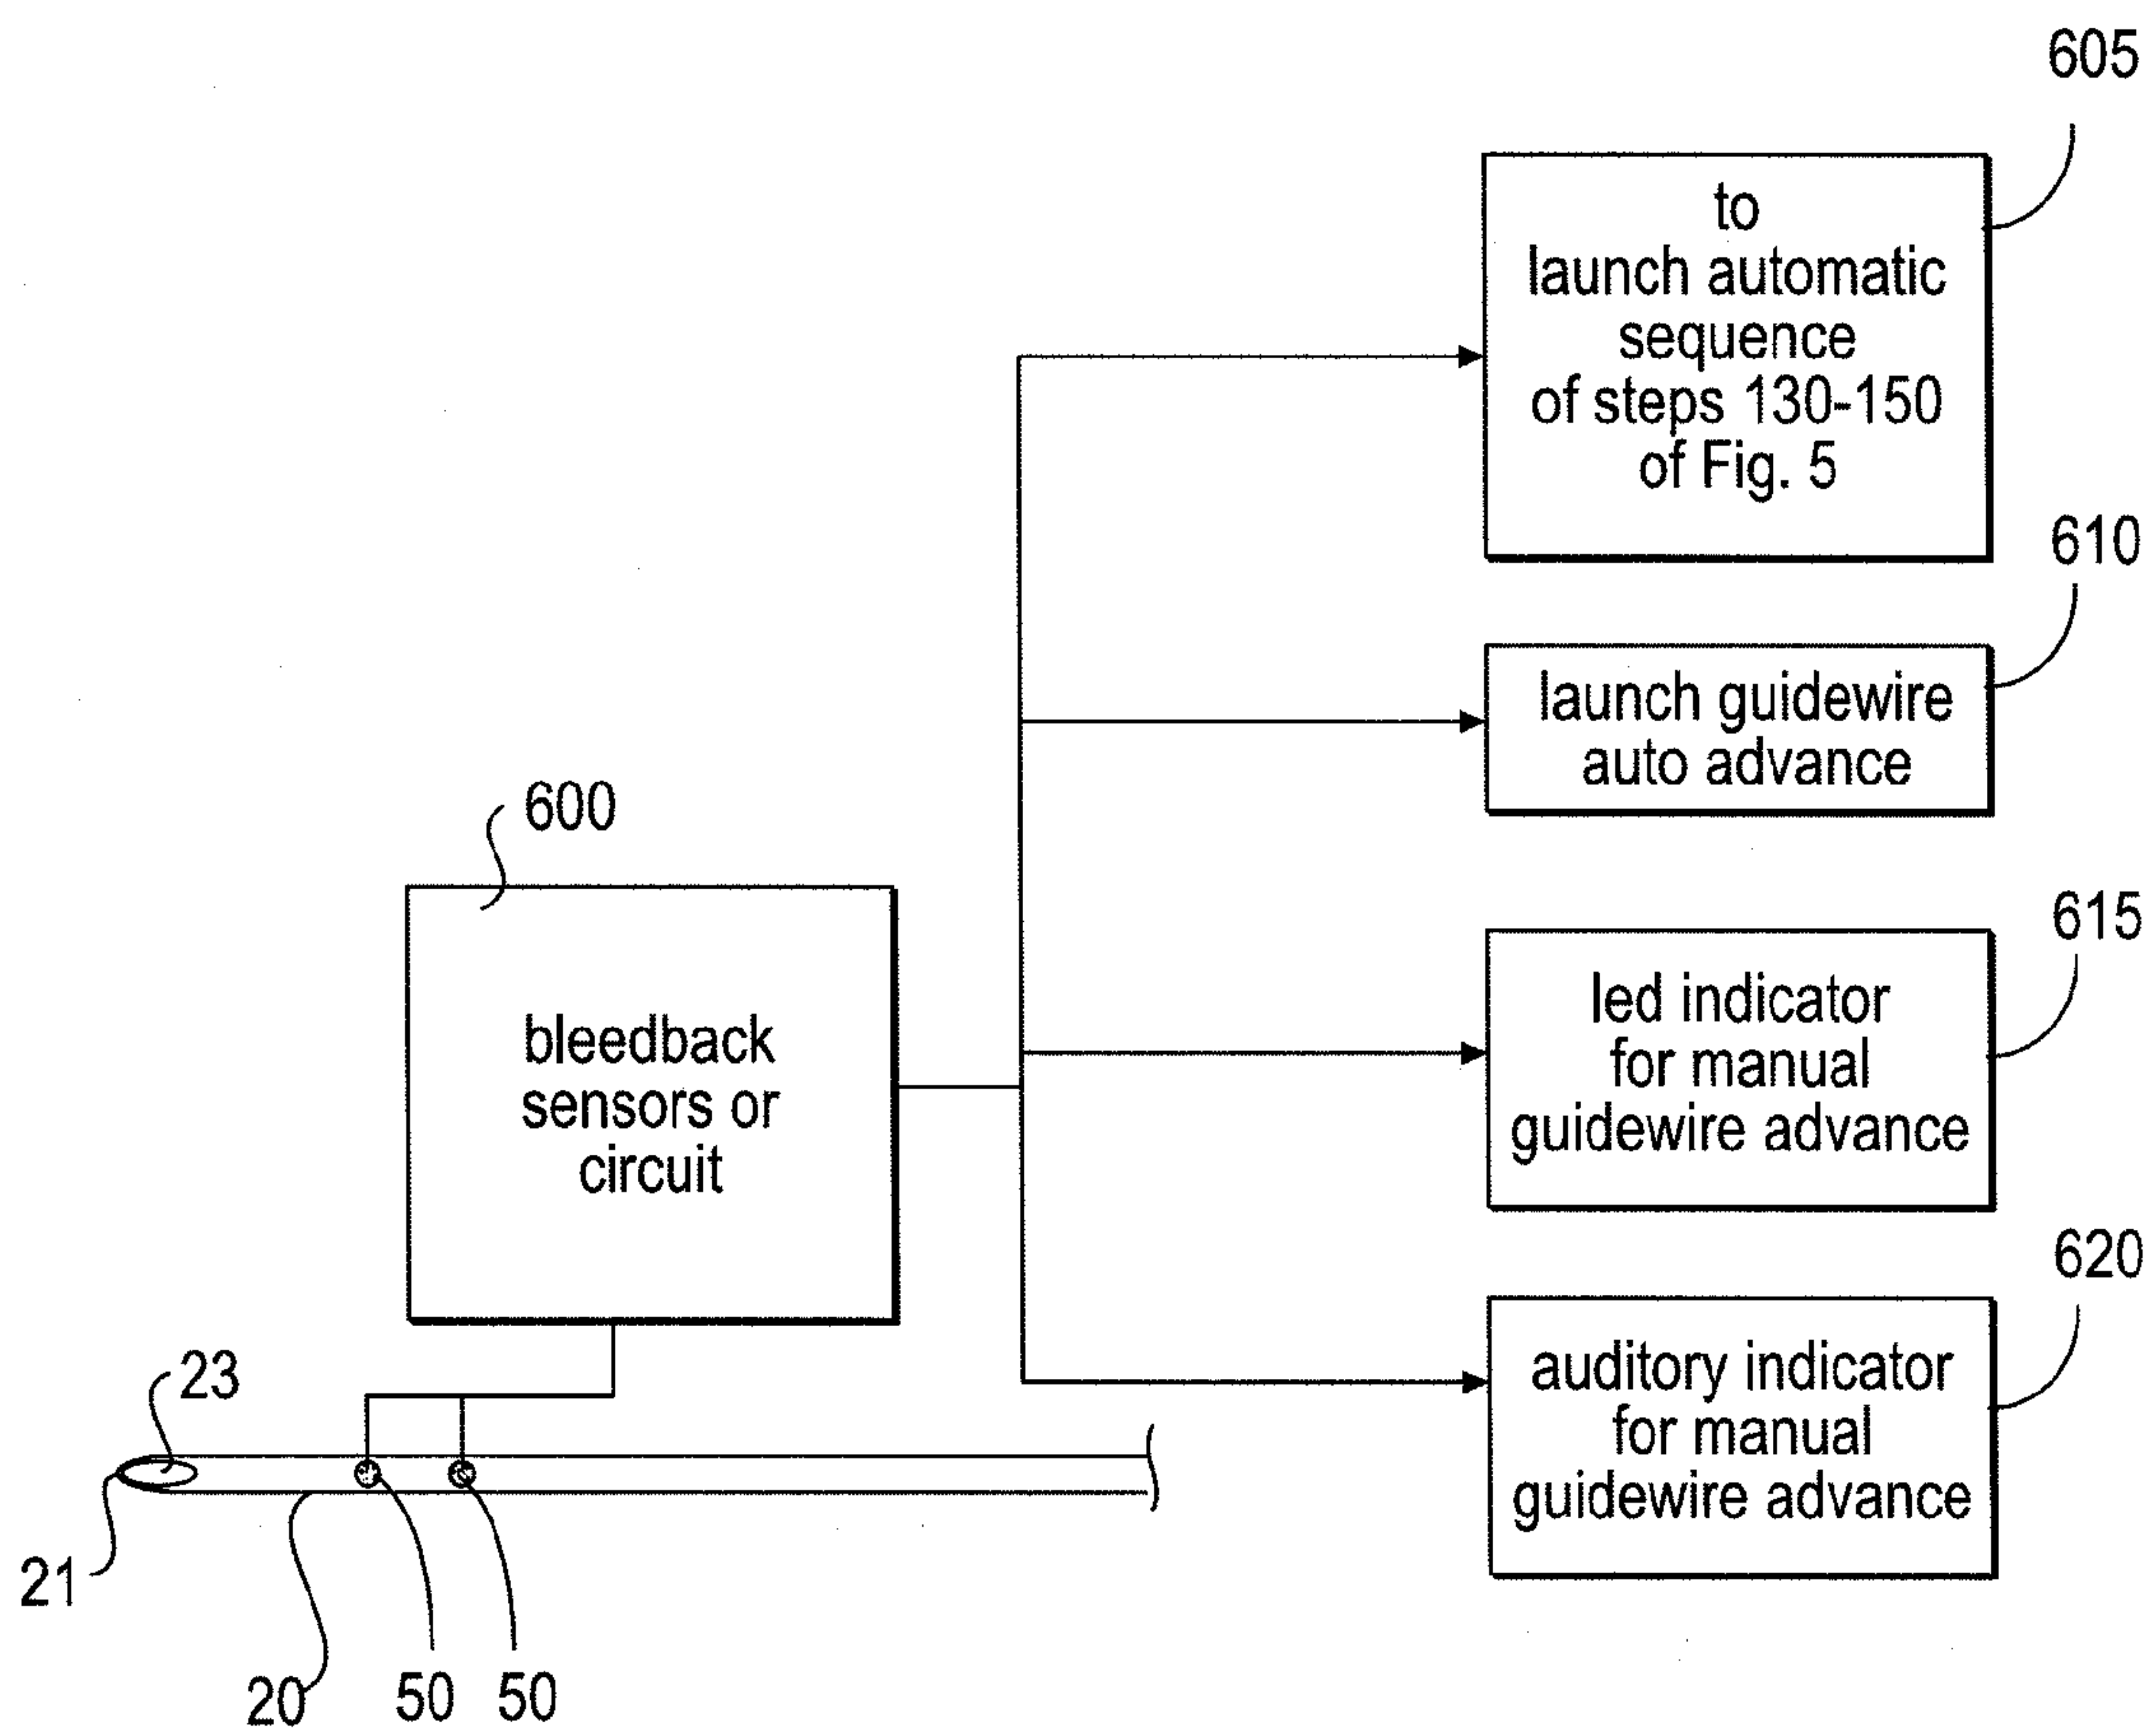 605
to
launch automatic
sequence
of steps 130-150
of Fig. 5
610
launch guidewire
auto advance
600
615
bleedback
sensors or
circuit
led indicator
for manual
guidewire advance
620
auditory indicator
for manual
guidewire advance
23
21
20
50
50